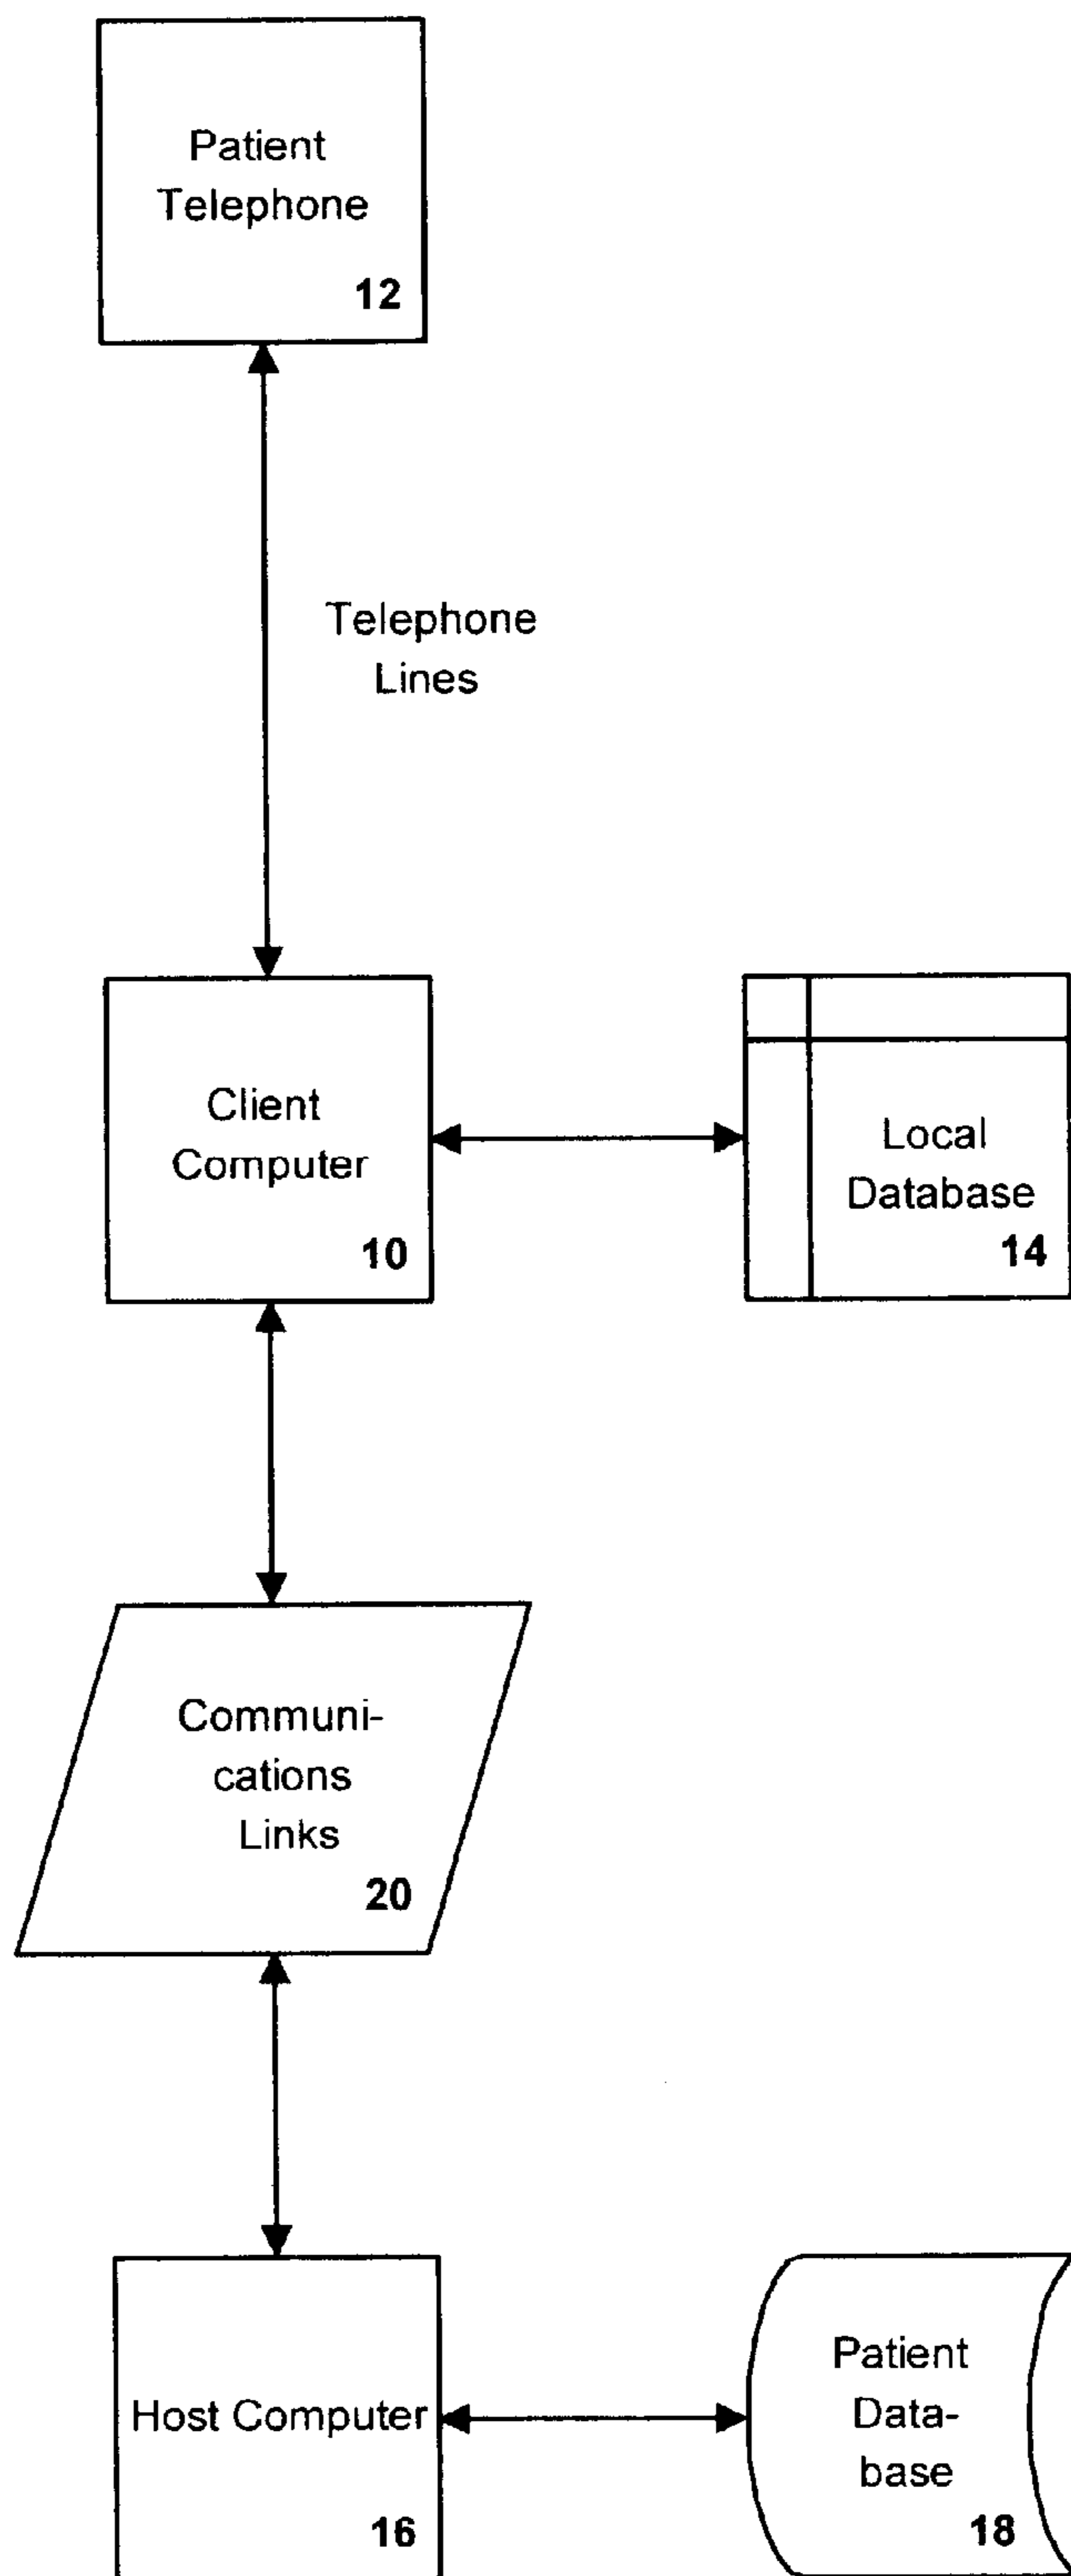 Patient
Telephone
12
Telephone
Lines
Client
Computer
10
Local
Database
14
Communi-
cations
Links
20
Host Computer
16
Patient
Data-
base
18